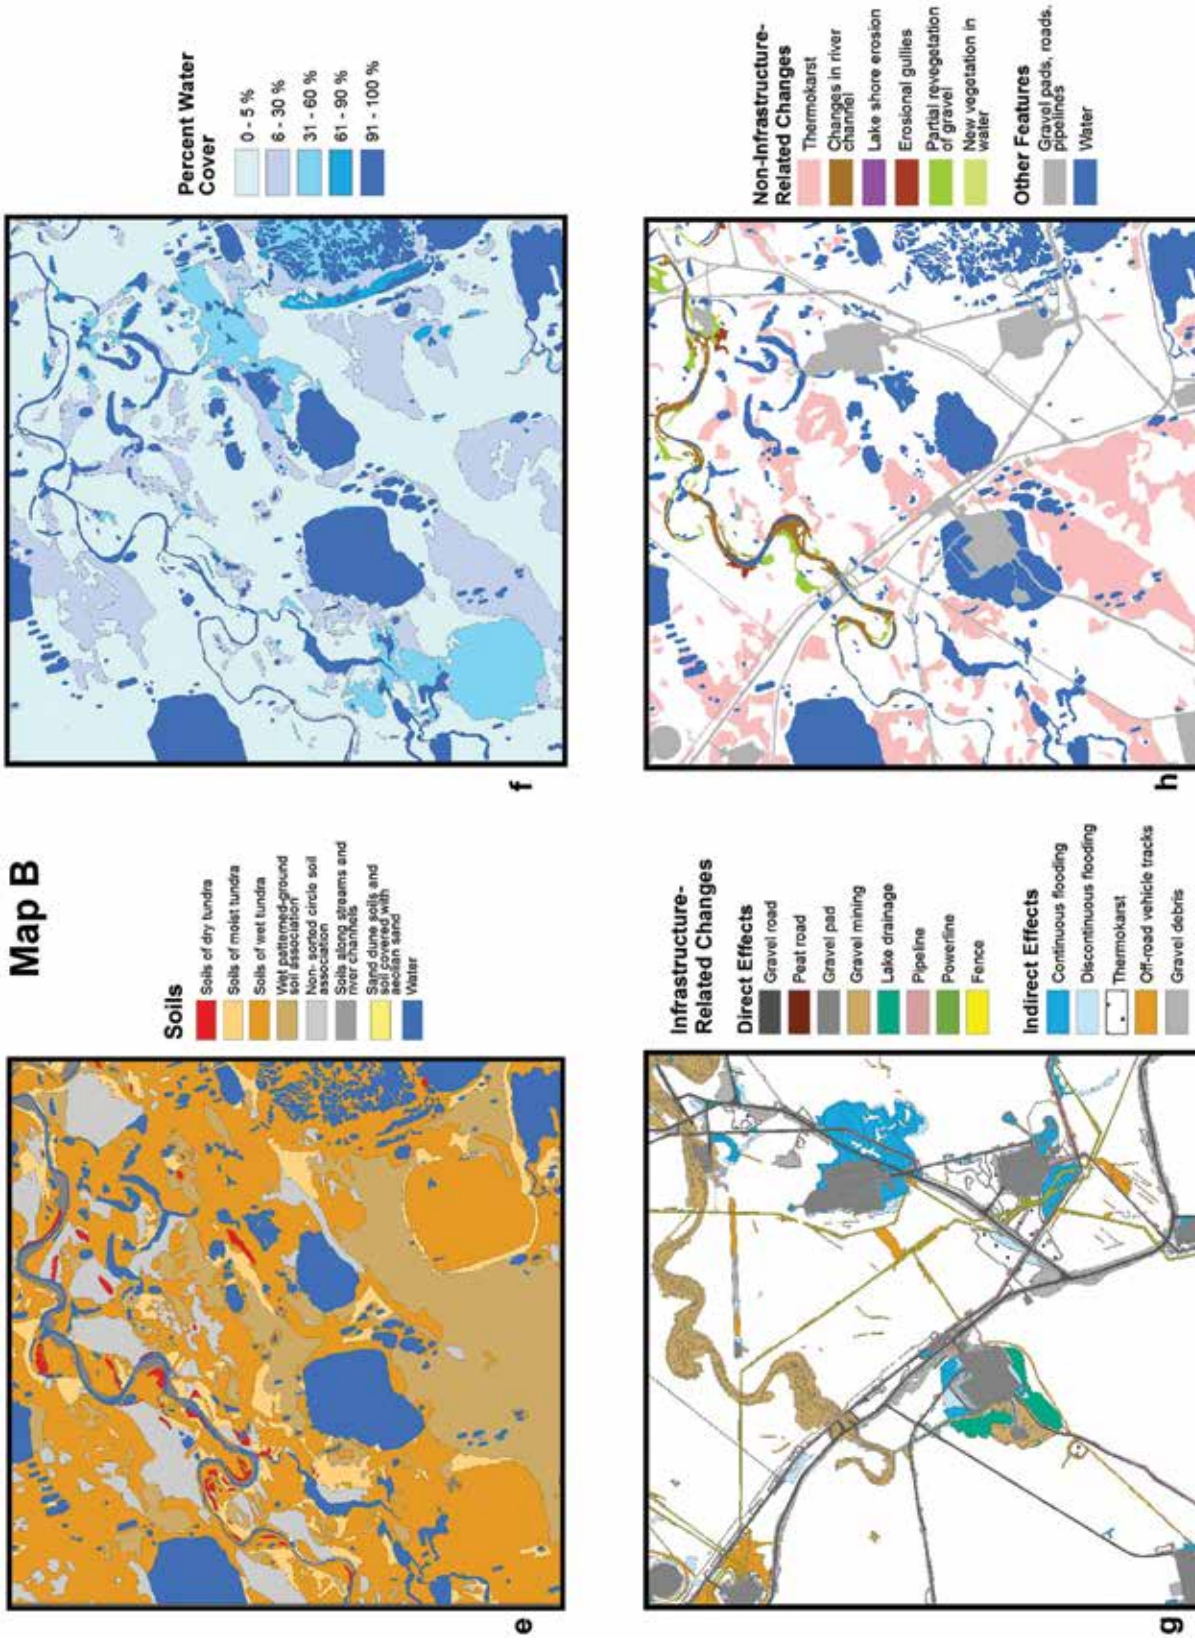 Map B
Soils
Soils of dry tundra
Soils of moist tundra
Soils of wet tundra
Wet patterned-ground
soil association
Non- sorted circle soil
association
Soils along streams and
river channels
Sand dune soils and
soil covered with
aeolian sand
Water
e
Percent Water
Cover
0 - 5 %
6 - 30 %
31 - 60 %
61 - 90 %
91 - 100 %
f
Infrastructure-
Related Changes
Direct Effects
Gravel road
Peat road
Gravel pad
Gravel mining
Lake drainage
Pipeline
Powerline
Fence
Indirect Effects
Continuous flooding
Discontinuous flooding
Thermokarst
Off-road vehicle tracks
Gravel debris
g
Non-Infrastructure-
Related Changes
Thermokarst
Changes in river
channel
Lake shore erosion
Erosional gullies
Partial revegetation
of gravel
New vegetation in
water
Other Features
Gravel pads, roads,
pipelines
Water
h